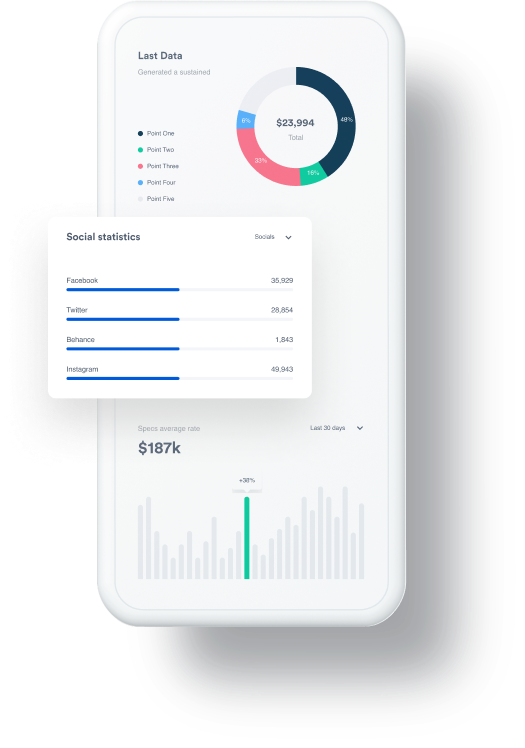 Last Data
Generated a sustained
$23,994
Total
48%
16%
33%
6%
Point One
Point Two
Point Three
Point Four
Point Five
Social statistics
Socials
Facebook
35,929
Twitter
28,854
Behance
1,843
Instagram
49,943
Specs average rate
Last 30 days
$187k
+38%